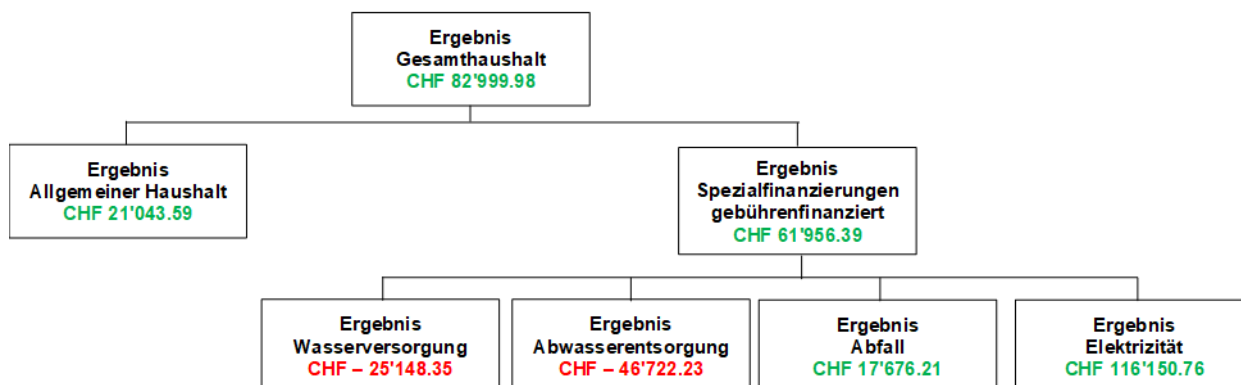 Ergebnis
Gesamthaushalt
CHF 82'999.98
Ergebnis
Allgemeiner Haushalt
CHF 21'043.59
Ergebnis
Spezialfinanzierungen
gebührenfinanziert
CHF 61'956.39
Ergebnis
Wasserversorgung
CHF – 25'148.35
Ergebnis
Abwasserentsorgung
CHF – 46'722.23
Ergebnis
Abfall
CHF 17'676.21
Ergebnis
Elektrizität
CHF 116'150.76